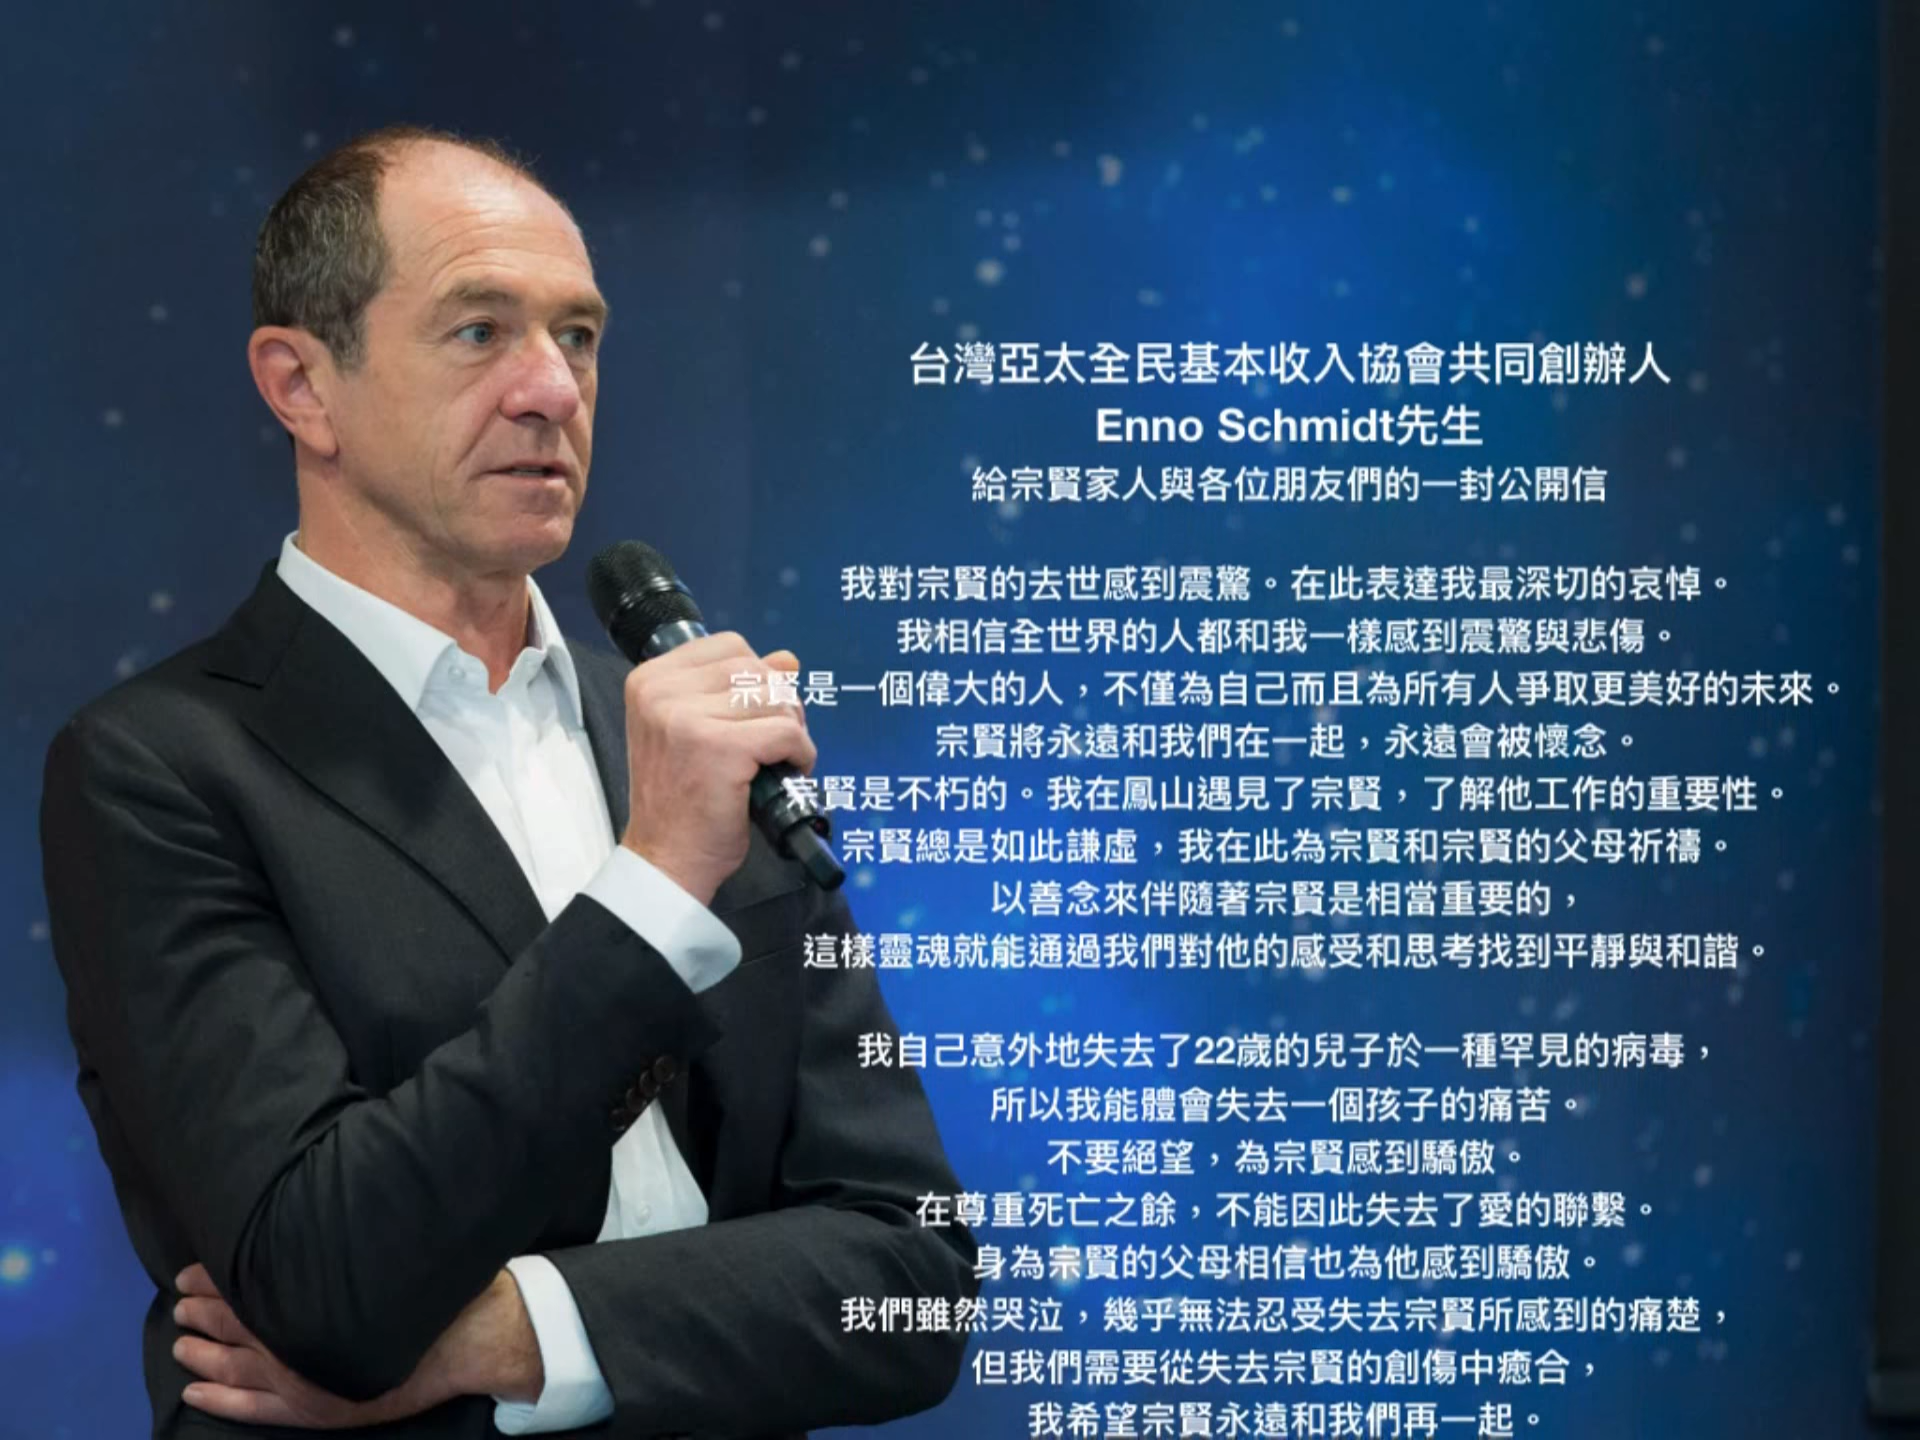 台灣亞太全民基本收入協會共同創辦人
Enno Schmidt先生
給宗賢家人與各位朋友們的一封公開信
我對宗賢的去世感到震驚。在此表達我最深切的哀悼。
我相信全世界的人都和我一樣感到震驚與悲傷。
宗賢是一個偉大的人，不僅為自己而且為所有人爭取更美好的未來。
宗賢將永遠和我們在一起，永遠會被懷念。
宗賢是不朽的。我在鳳山遇見了宗賢，了解他工作的重要性。
宗賢總是如此謙虛，我在此為宗賢和宗賢的父母祈禱。
以善念來伴隨著宗賢是相當重要的，
這樣靈魂就能通過我們對他的感受和思考找到平靜與和諧。
我自己意外地失去了22歲的兒子於一種罕見的病毒，
所以我能體會失去一個孩子的痛苦。
不要絕望，為宗賢感到驕傲。
在尊重死亡之餘，不能因此失去了愛的聯繫。
身為宗賢的父母相信也為他感到驕傲。
我們雖然哭泣，幾乎無法忍受失去宗賢所感到的痛楚，
但我們需要從失去宗賢的創傷中癒合，
我希望宗賢永遠和我們再一起。